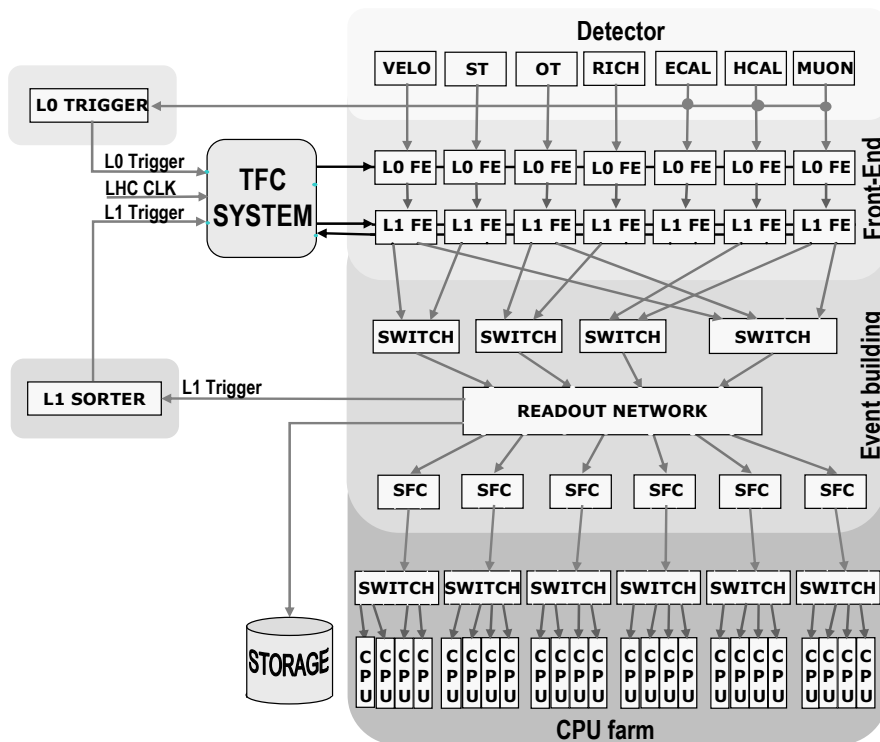 Detector
VELO ST OT RICH ECAL HCAL MUON
L0 TRIGGER
L0 Trigger
LHC CLK
L1 Trigger
TFC
SYSTEM
L0 FE L0 FE L0 FE L0 FE L0 FE L0 FE L0 FE
L1 FE L1 FE L1 FE L1 FE L1 FE L1 FE L1 FE
Front-End
SWITCH SWITCH SWITCH SWITCH
L1 SORTER
L1 Trigger
READOUT NETWORK
Event building
SFC SFC SFC SFC SFC SFC
SWITCH SWITCH SWITCH SWITCH SWITCH SWITCH
STORAGE
CPU CPU CPU CPU CPU CPU CPU CPU CPU CPU CPU CPU CPU CPU CPU CPU CPU CPU CPU CPU CPU CPU CPU CPU
CPU farm